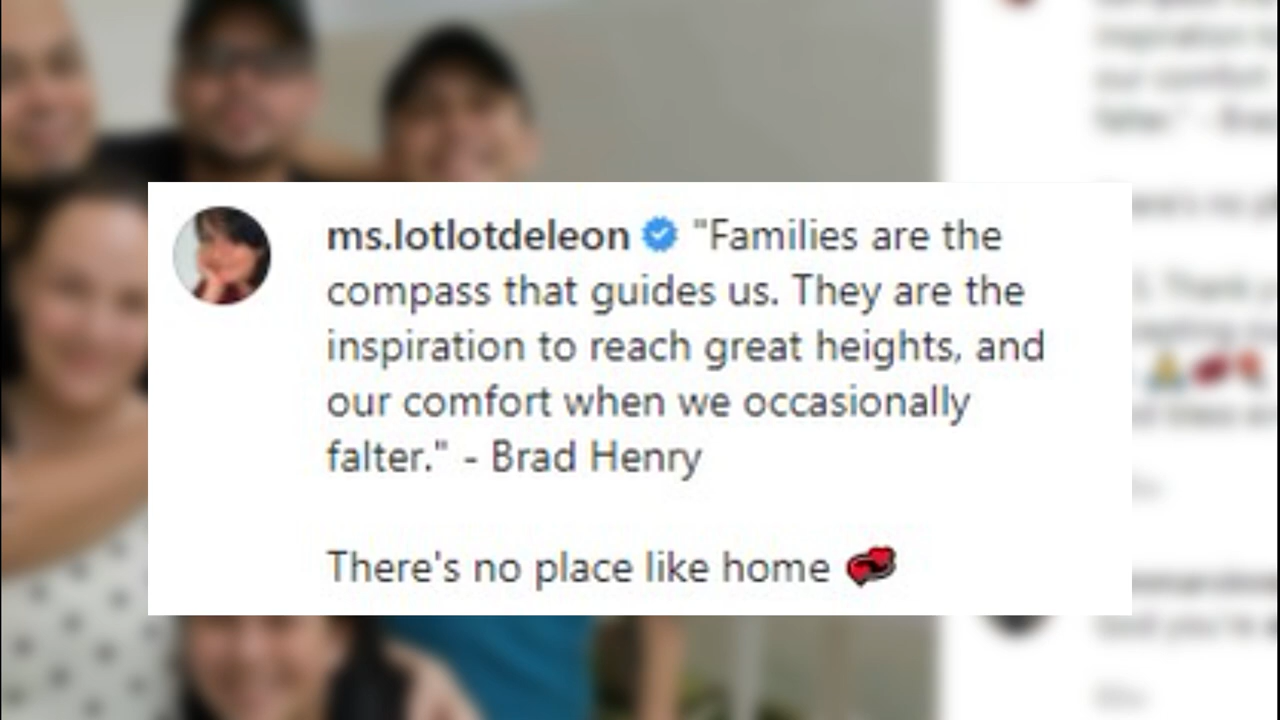 ms.lotlotdeleon "Families are the
compass that guides us. They are the
inspiration to reach great heights, and
our comfort when we occasionally
falter." - Brad Henry
There's no place like home 💞